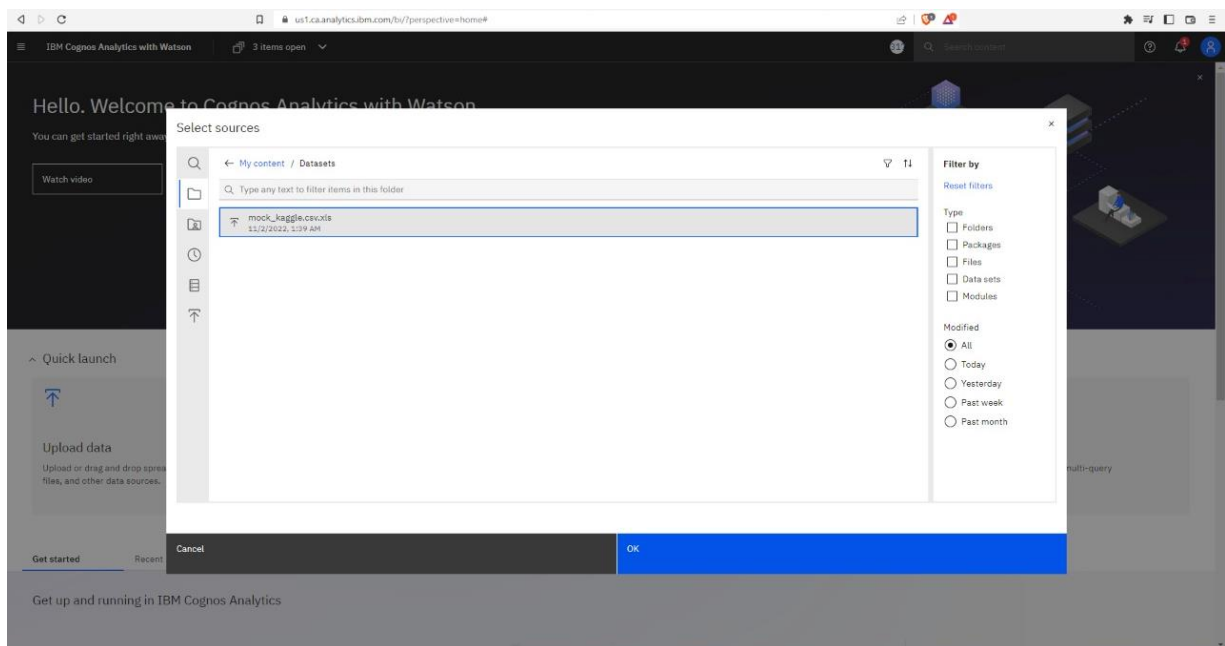 us1.ca.analytics.ibm.com/bi/?perspective=home#
IBM Cognos Analytics with Watson
3 items open
Search content
Hello. Welcome to Cognos Analytics with Watson
You can get started right away
Watch video
Select sources
My content / Datasets
Type any text to filter items in this folder
mock_kaggle.csv.xls
11/2/2022, 1:39 AM
Filter by
Reset filters
Type
Folders
Packages
Files
Data sets
Modules
Modified
All
Today
Yesterday
Past week
Past month
Quick launch
Upload data
Upload or drag and drop
files, and other data sources.
multi-query
Cancel
OK
Get started
Recent
Get up and running in IBM Cognos Analytics